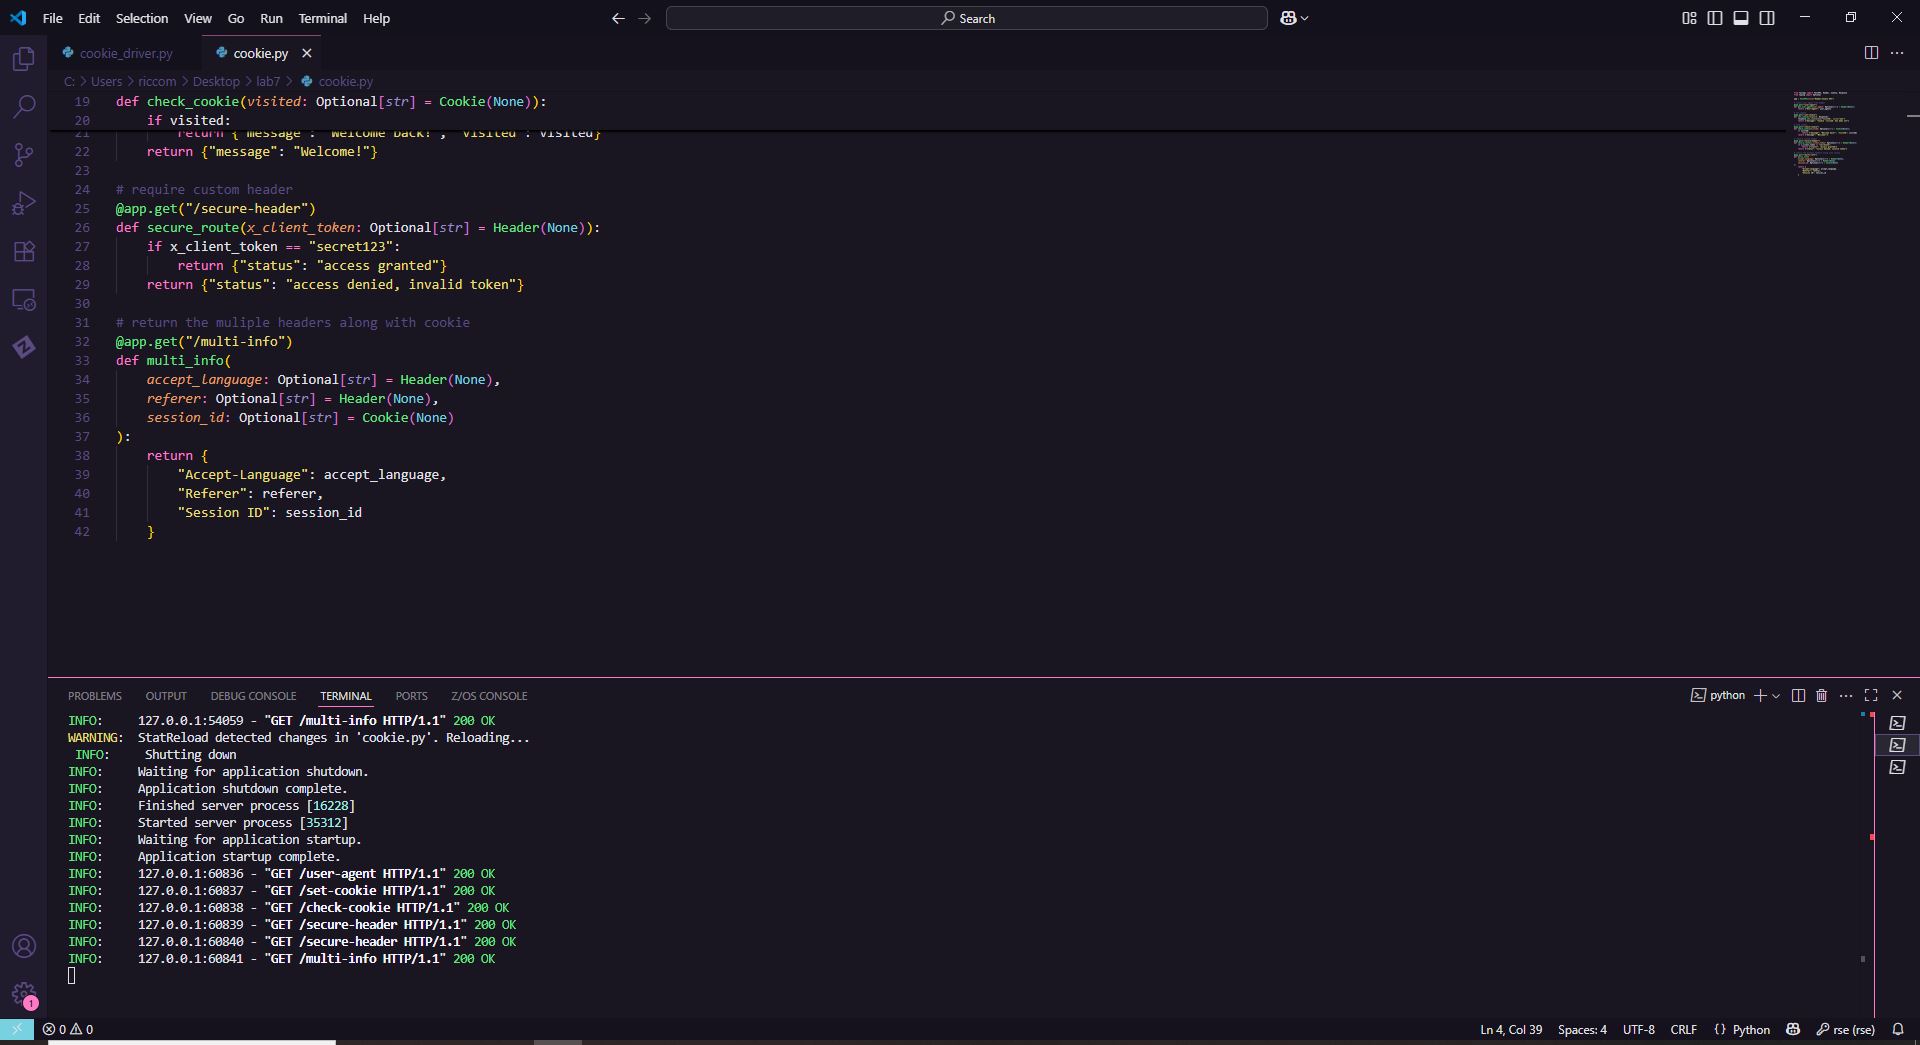 File Edit Selection View Go Run Terminal Help
Search
cookie_driver.py
cookie.py
C: > Users > riccom > Desktop > lab7 > cookie.py
19 def check_cookie(visited: Optional[str] = Cookie(None)):
20 if visited:
21 return {"message": "Welcome back!", "visited": visited}
22 return {"message": "Welcome!"}
23
24 # require custom header
25 @app.get("/secure-header")
26 def secure_route(x_client_token: Optional[str] = Header(None)):
27 if x_client_token == "secret123":
28 return {"status": "access granted"}
29 return {"status": "access denied, invalid token"}
30
31 # return the muliple headers along with cookie
32 @app.get("/multi-info")
33 def multi_info(
34 accept_language: Optional[str] = Header(None),
35 referer: Optional[str] = Header(None),
36 session_id: Optional[str] = Cookie(None)
37 ):
38 return {
39 "Accept-Language": accept_language,
40 "Referer": referer,
41 "Session ID": session_id
42 }
PROBLEMS OUTPUT DEBUG CONSOLE TERMINAL PORTS Z/OS CONSOLE
python
INFO: 127.0.0.1:54059 - "GET /multi-info HTTP/1.1" 200 OK
WARNING: StatReload detected changes in 'cookie.py'. Reloading...
INFO: Shutting down
INFO: Waiting for application shutdown.
INFO: Application shutdown complete.
INFO: Finished server process [16228]
INFO: Started server process [35312]
INFO: Waiting for application startup.
INFO: Application startup complete.
INFO: 127.0.0.1:60836 - "GET /user-agent HTTP/1.1" 200 OK
INFO: 127.0.0.1:60837 - "GET /set-cookie HTTP/1.1" 200 OK
INFO: 127.0.0.1:60838 - "GET /check-cookie HTTP/1.1" 200 OK
INFO: 127.0.0.1:60839 - "GET /secure-header HTTP/1.1" 200 OK
INFO: 127.0.0.1:60840 - "GET /secure-header HTTP/1.1" 200 OK
INFO: 127.0.0.1:60841 - "GET /multi-info HTTP/1.1" 200 OK
1
0 0
Ln 4, Col 39 Spaces: 4 UTF-8 CRLF {} Python rse (rse)